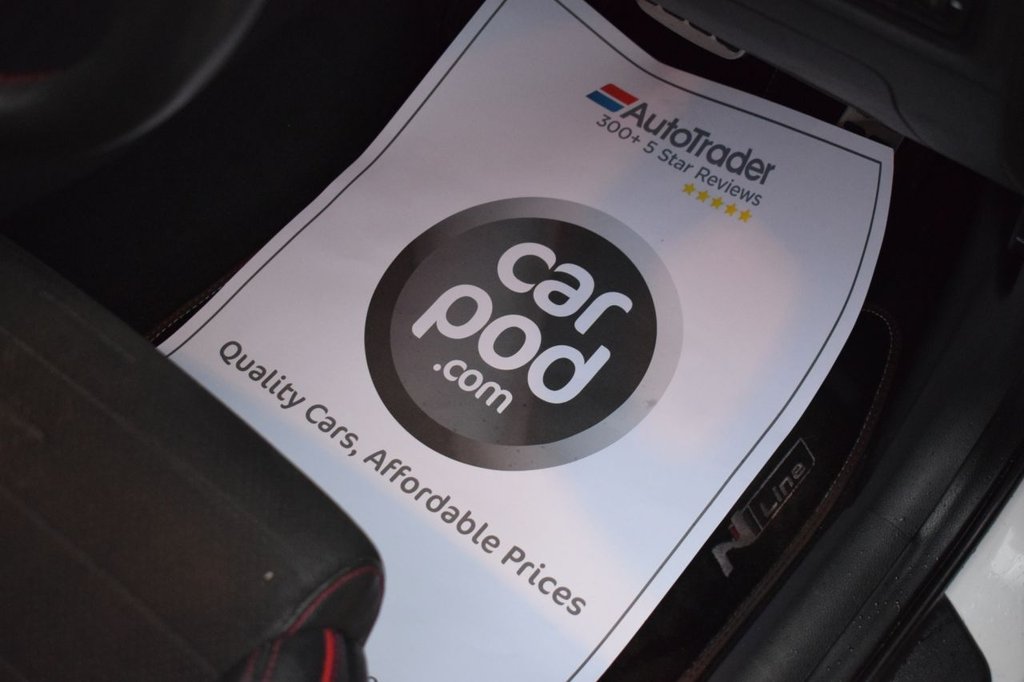 AutoTrader
300+ 5 Star Reviews
car
pod
.com
Quality Cars, Affordable Prices
N Line